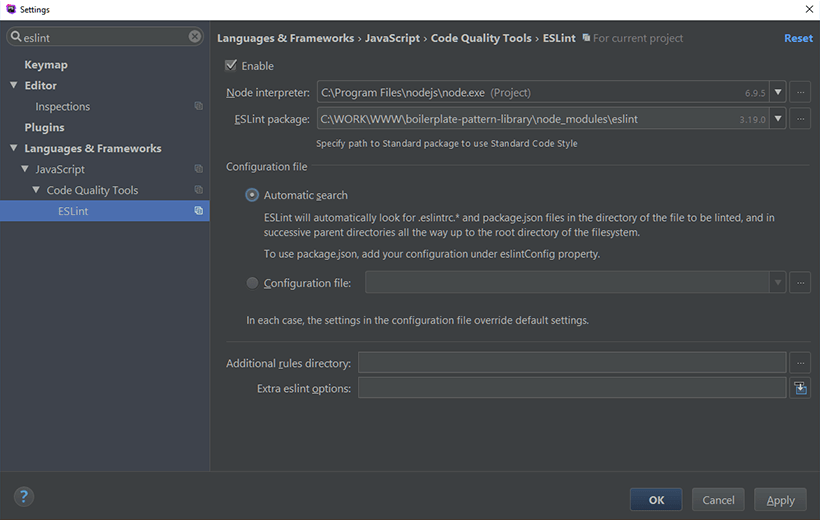 Settings
eslint
Keymap
Editor
Inspections
Plugins
Languages & Frameworks
JavaScript
Code Quality Tools
ESLint
Languages & Frameworks › JavaScript › Code Quality Tools › ESLint For current project Reset
Enable
Node interpreter: C:\Program Files\nodejs\node.exe (Project) 6.9.5 ...
ESLint package: C:\WORK\WWW\boilerplate-pattern-library\node_modules\eslint 3.19.0 ...
Specify path to Standard package to use Standard Code Style
Configuration file
Automatic search
ESLint will automatically look for .eslintrc.* and package.json files in the directory of the file to be linted, and in
successive parent directories all the way up to the root directory of the filesystem.
To use package.json, add your configuration under eslintConfig property.
Configuration file: ...
In each case, the settings in the configuration file override default settings.
Additional rules directory: ...
Extra eslint options:
? OK Cancel Apply